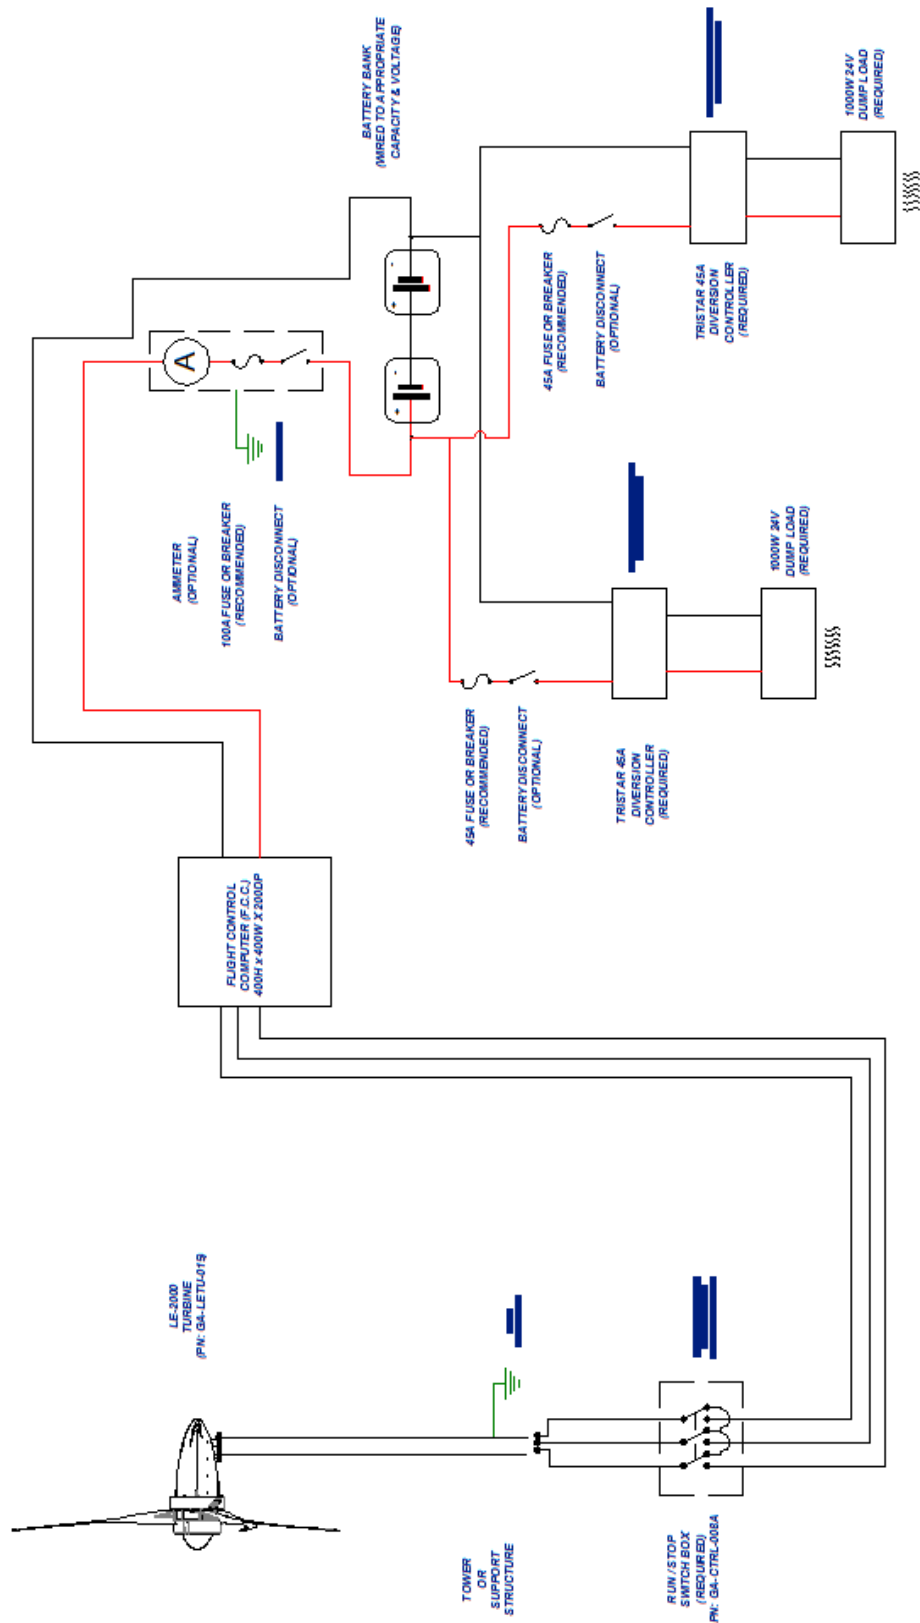 LE-2000
TURBINE
(PN: GA-LETU-015)
TOWER
OR
SUPPORT
STRUCTURE
RUN / STOP
SWITCH BOX
(REQUIRED)
PN: GA-CTRL-008A
FLIGHT CONTROL
COMPUTER (F.C.C.)
400H x 400W X 200DP
AMMETER
(OPTIONAL)
100A FUSE OR BREAKER
(RECOMMENDED)
BATTERY DISCONNECT
(OPTIONAL)
A
BATTERY BANK
(WIRED TO APPROPRIATE
CAPACITY & VOLTAGE)
+
-
+
-
45A FUSE OR BREAKER
(RECOMMENDED)
BATTERY DISCONNECT
(OPTIONAL)
TRISTAR 45A
DIVERSION
CONTROLLER
(REQUIRED)
1000W 24V
DUMP LOAD
(REQUIRED)
45A FUSE OR BREAKER
(RECOMMENDED)
BATTERY DISCONNECT
(OPTIONAL)
TRISTAR 45A
DIVERSION
CONTROLLER
(REQUIRED)
1000W 24V
DUMP LOAD
(REQUIRED)